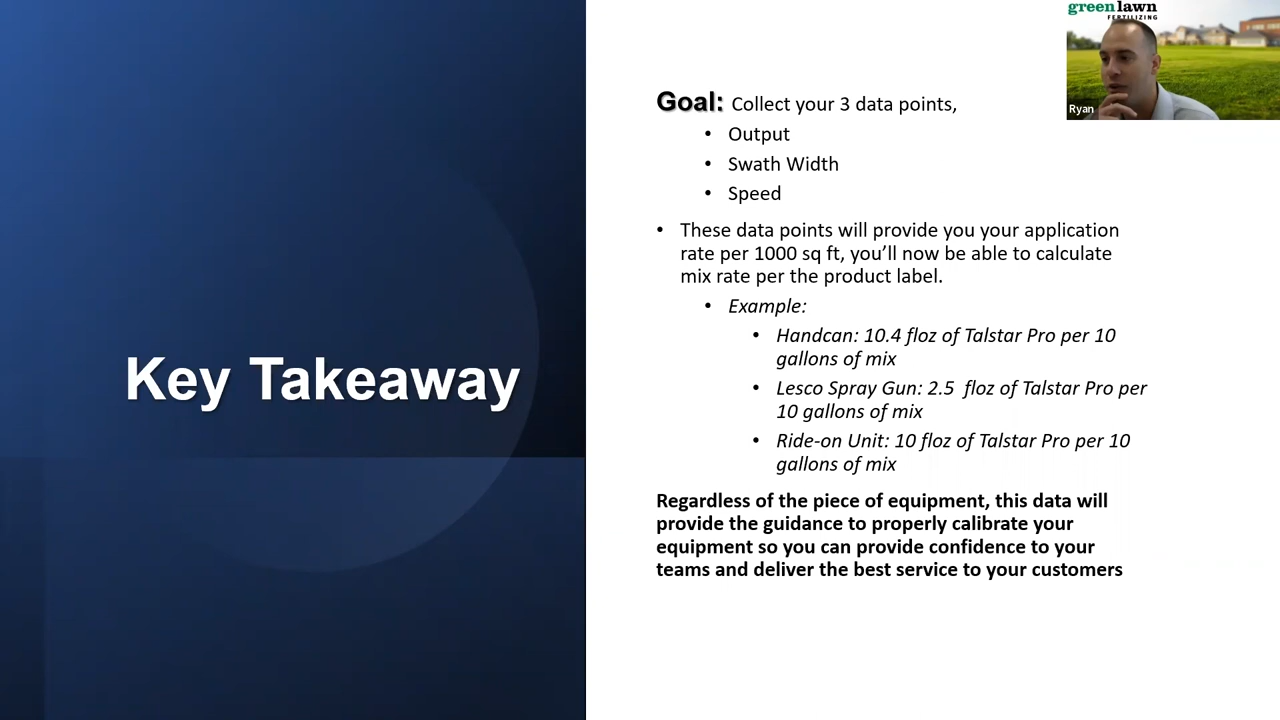 green lawn
FERTILIZING
Ryan
Key Takeaway
Goal: Collect your 3 data points,
• Output
• Swath Width
• Speed
• These data points will provide you your application
rate per 1000 sq ft, you’ll now be able to calculate
mix rate per the product label.
• Example:
• Handcan: 10.4 floz of Talstar Pro per 10
gallons of mix
• Lesco Spray Gun: 2.5 floz of Talstar Pro per
10 gallons of mix
• Ride-on Unit: 10 floz of Talstar Pro per 10
gallons of mix
Regardless of the piece of equipment, this data will
provide the guidance to properly calibrate your
equipment so you can provide confidence to your
teams and deliver the best service to your customers